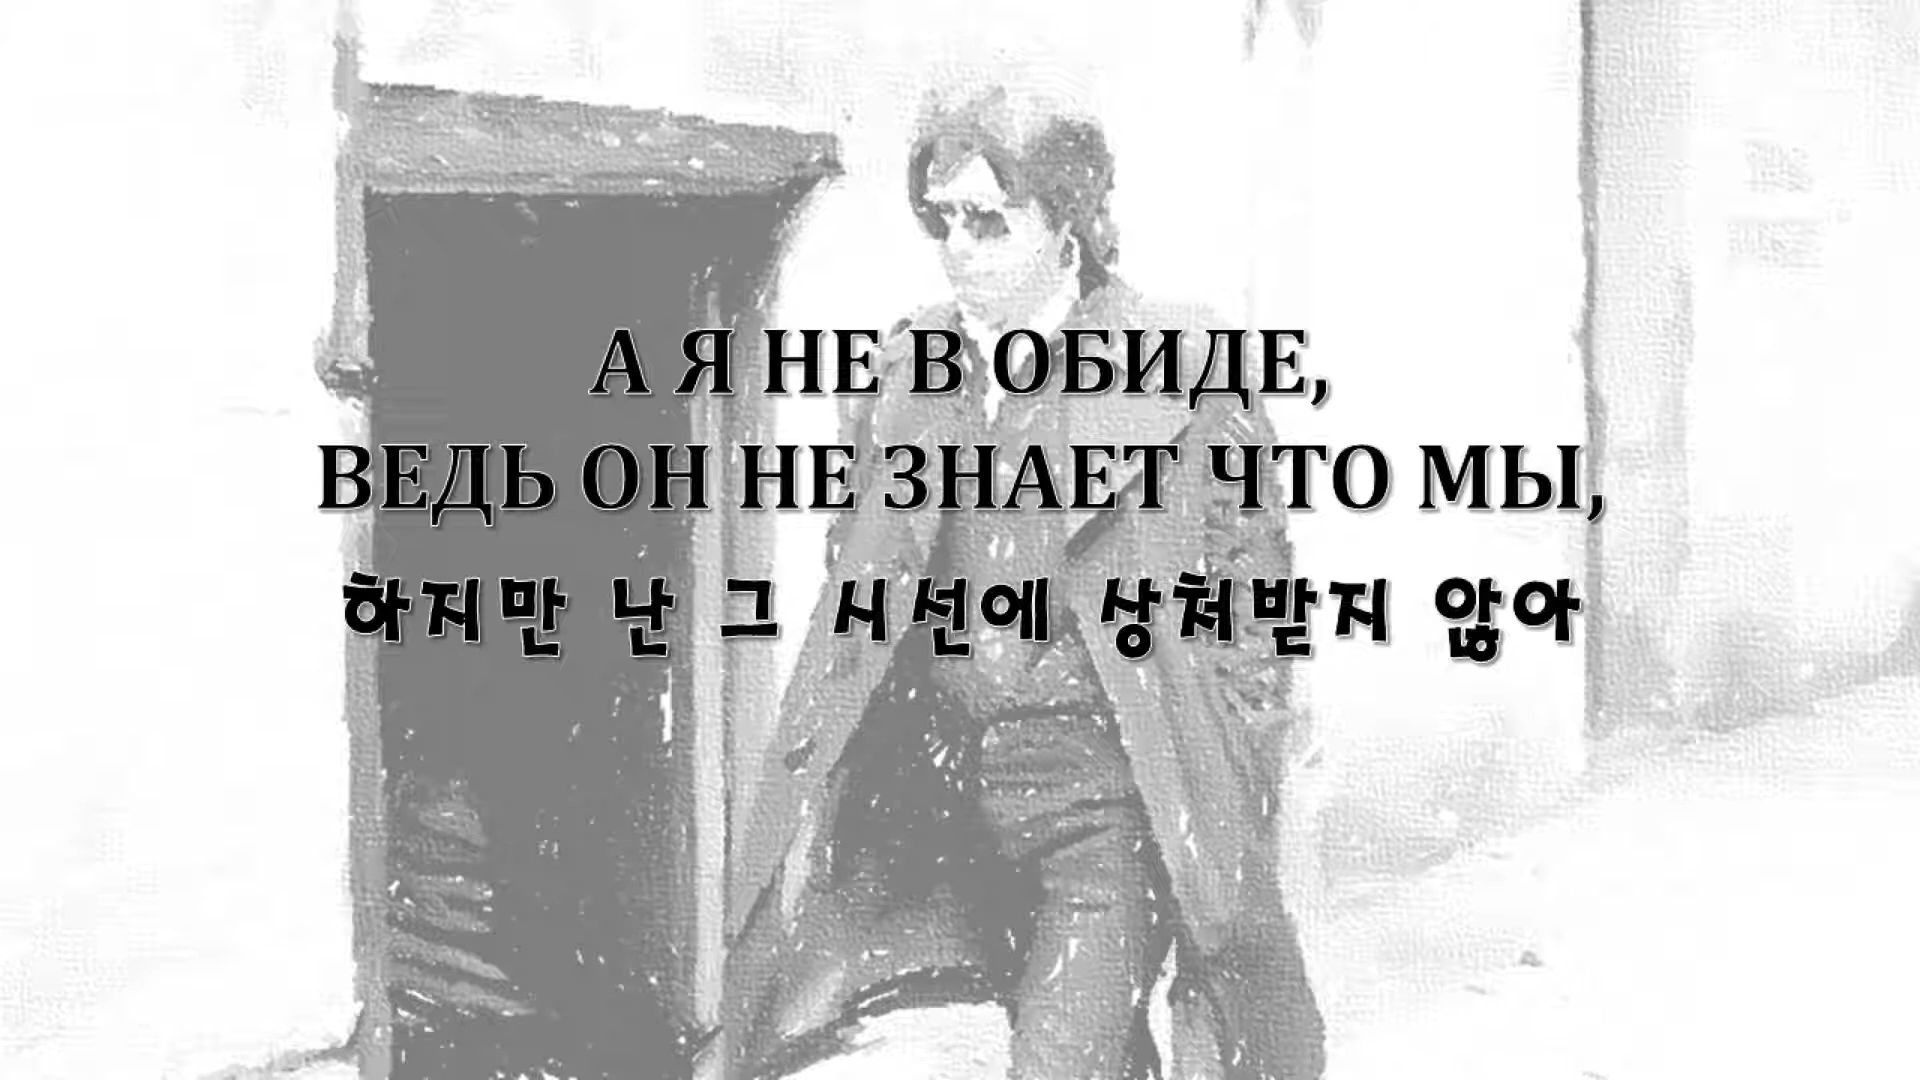 А Я НЕ В ОБИДЕ,
ВЕДЬ ОН НЕ ЗНАЕТ ЧТО МЫ,
하지만 난 그 시선에 상처받지 않아